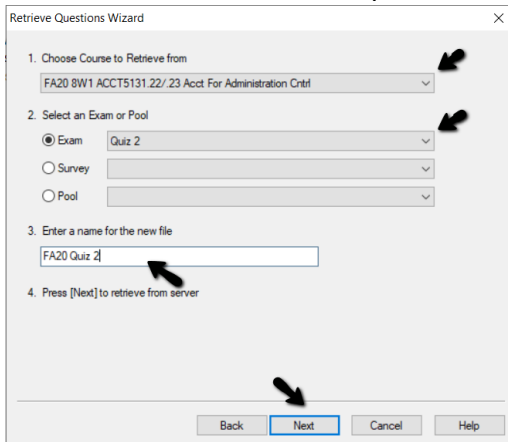 Retrieve Questions Wizard
1. Choose Course to Retrieve from
FA20 8W1 ACCT5131.22/.23 Acct For Administration Cntrl
2. Select an Exam or Pool
Exam Quiz 2
Survey
Pool
3. Enter a name for the new file
FA20 Quiz 2
4. Press [Next] to retrieve from server
Back Next Cancel Help